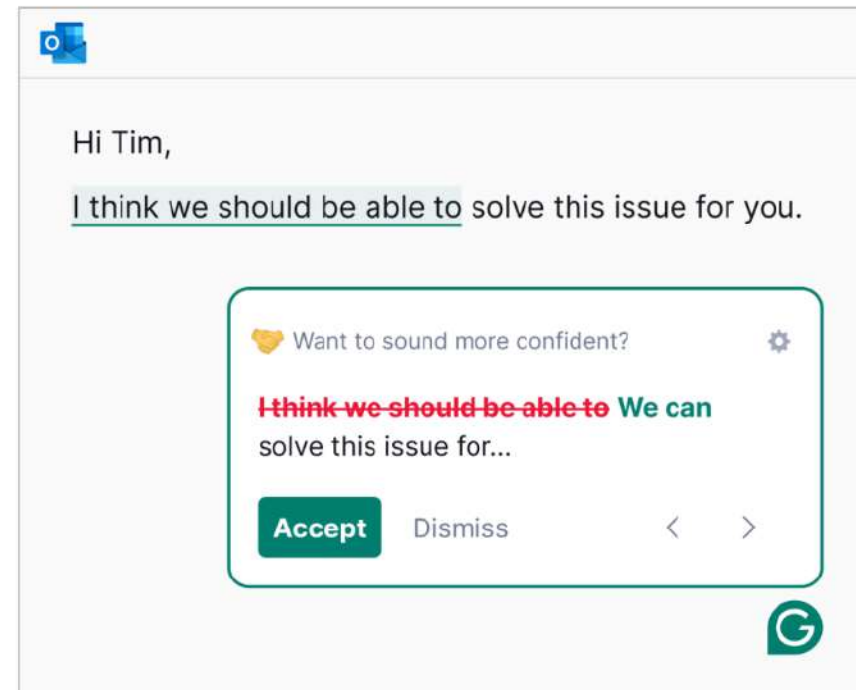 O
Hi Tim,
I think we should be able to solve this issue for you.
Want to sound more confident?
I think we should be able to We can
solve this issue for...
Accept Dismiss < >
G